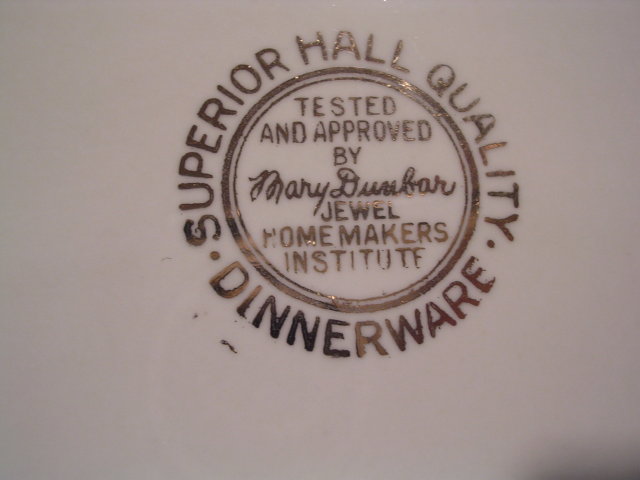 SUPERIOR HALL QUALITY
· DINNERWARE ·
TESTED
AND APPROVED
BY
Mary Dunbar
JEWEL
HOMEMAKERS
INSTITUTE